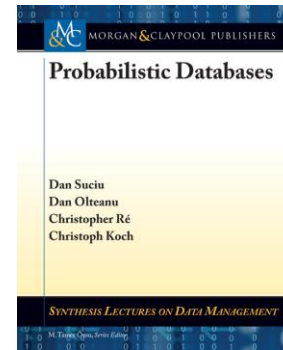 M
&C MORGAN&CLAYPOOL PUBLISHERS
Probabilistic Databases
Dan Suciu
Dan Olteanu
Christopher Ré
Christoph Koch
SYNTHESIS LECTURES ON DATA MANAGEMENT
M. Tamer Özsu, Series Editor